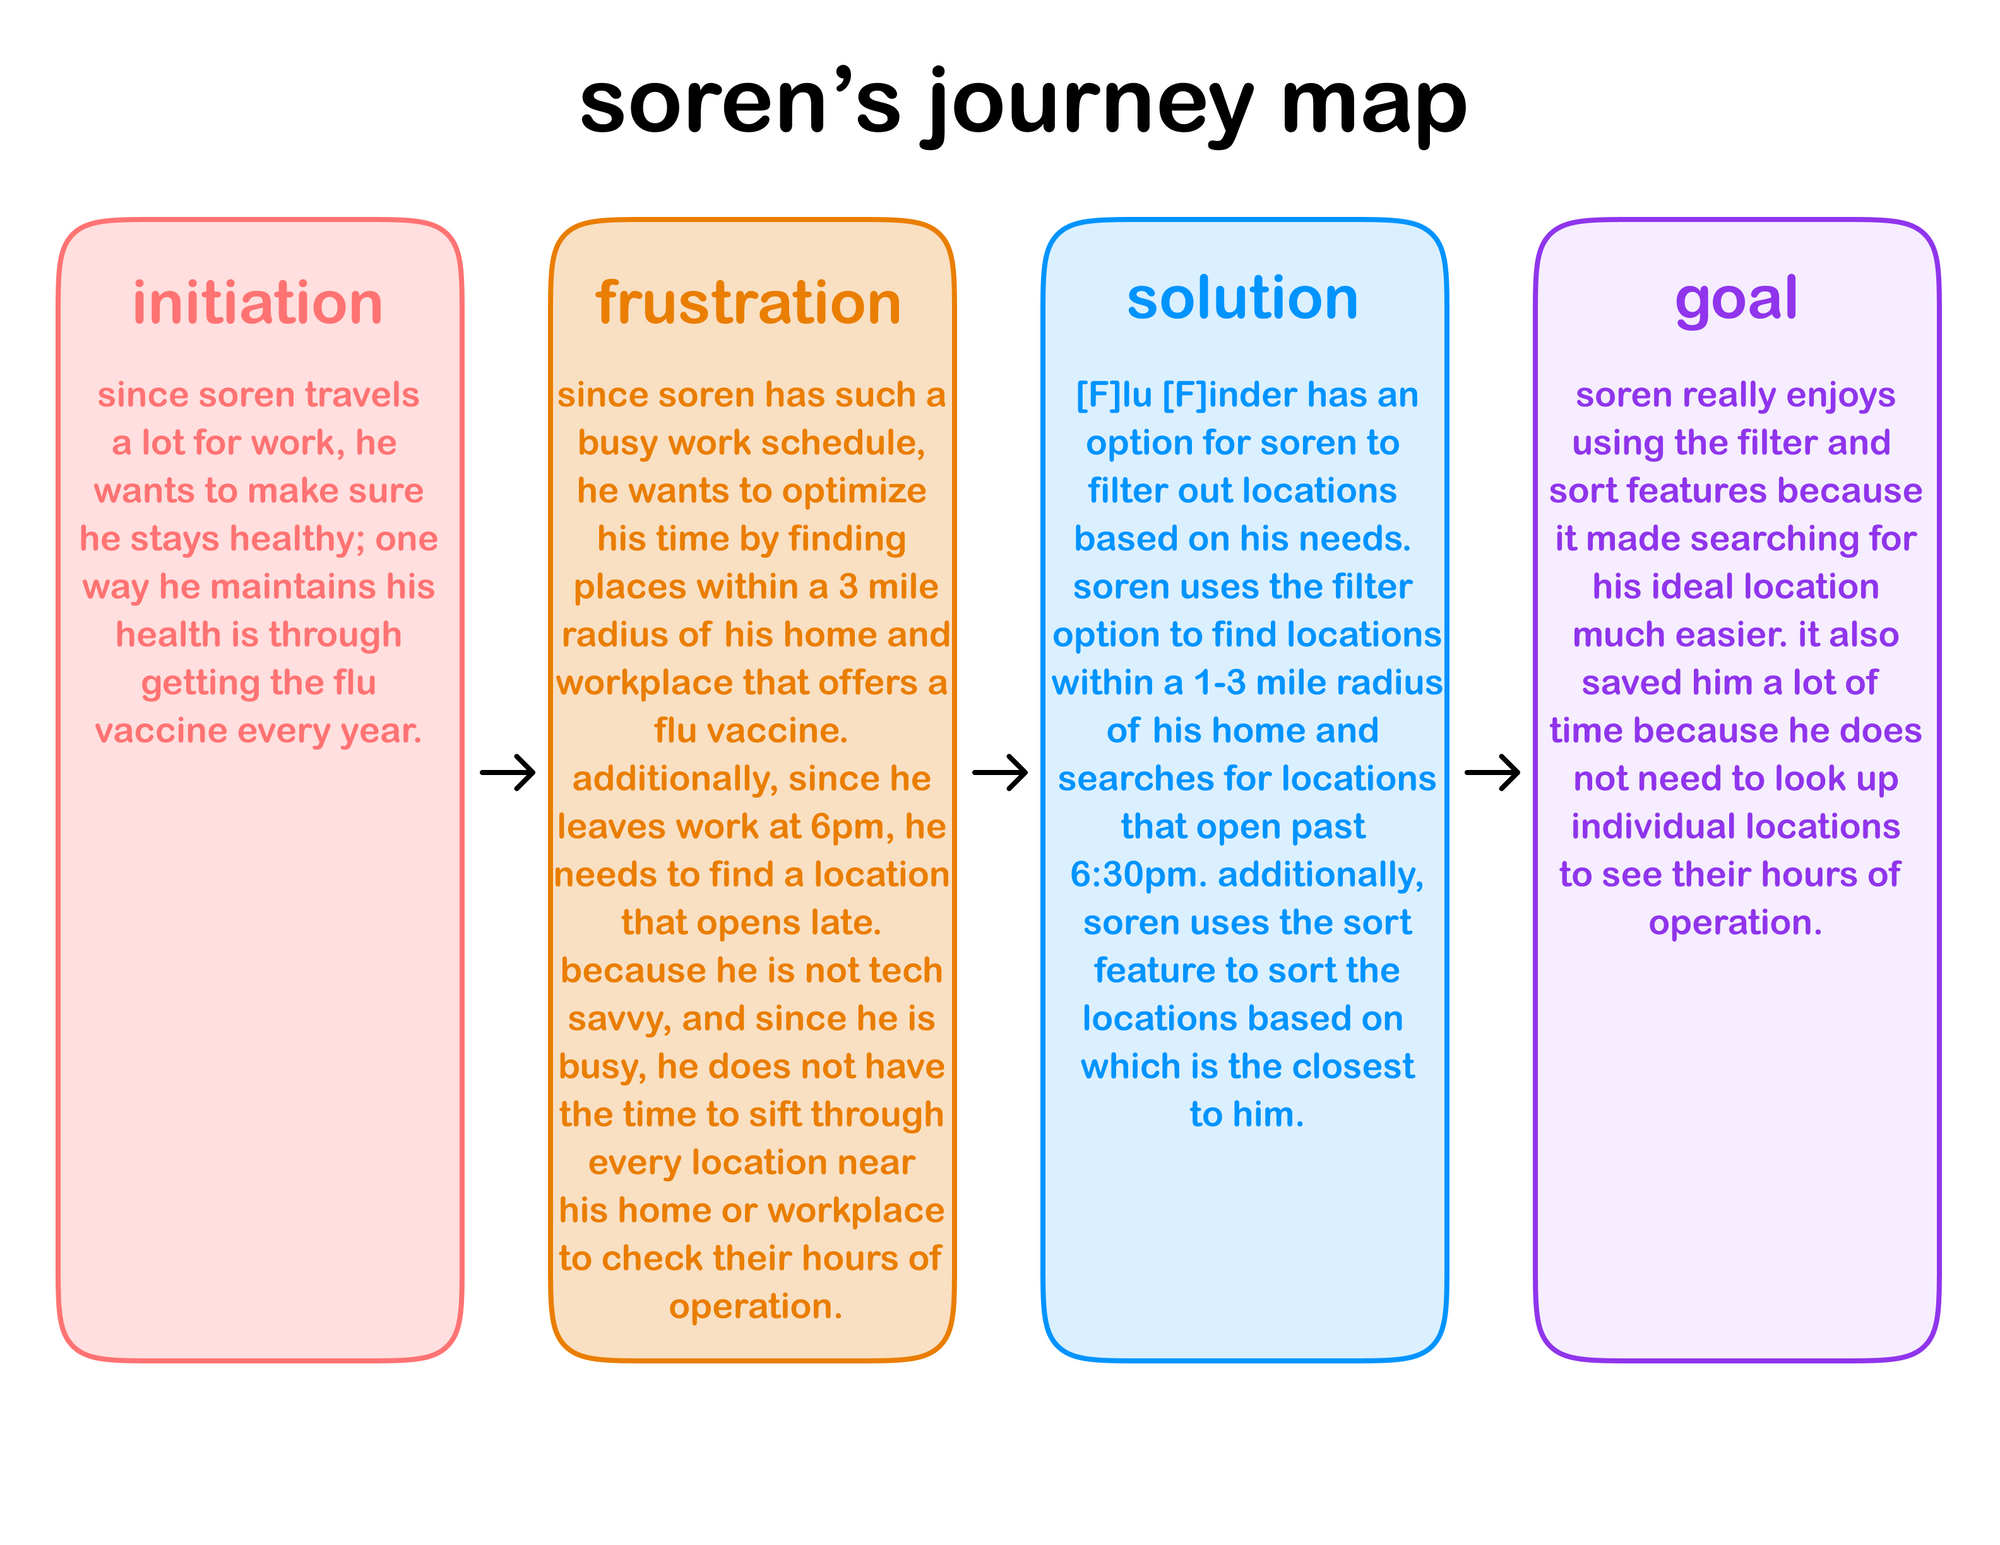 soren's journey map
initiation
since soren travels
a lot for work, he
wants to make sure
he stays healthy; one
way he maintains his
health is through
getting the flu
vaccine every year.
frustration
since soren has such a
busy work schedule,
he wants to optimize
his time by finding
places within a 3 mile
radius of his home and
workplace that offers a
flu vaccine.
additionally, since he
leaves work at 6pm, he
needs to find a location
that opens late.
because he is not tech
savvy, and since he is
busy, he does not have
the time to sift through
every location near
his home or workplace
to check their hours of
operation.
solution
[F]lu [F]inder has an
option for soren to
filter out locations
based on his needs.
soren uses the filter
option to find locations
within a 1-3 mile radius
of his home and
searches for locations
that open past
6:30pm. additionally,
soren uses the sort
feature to sort the
locations based on
which is the closest
to him.
goal
soren really enjoys
using the filter and
sort features because
it made searching for
his ideal location
much easier. it also
saved him a lot of
time because he does
not need to look up
individual locations
to see their hours of
operation.